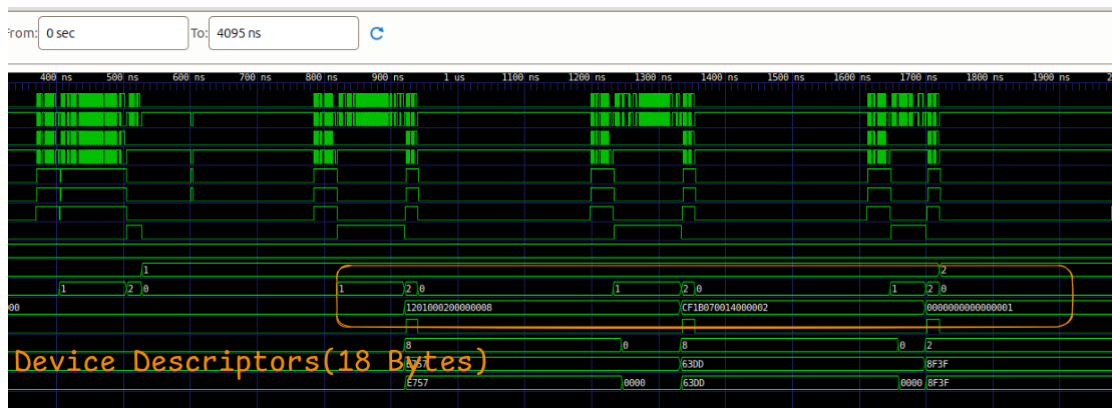 From: 0 sec To: 4095 ns
400 ns 500 ns 600 ns 700 ns 800 ns 900 ns 1 us 1100 ns 1200 ns 1300 ns 1400 ns 1500 ns 1600 ns 1700 ns 1800 ns 1900 ns 2
1 2
1 2 0 1 2 0 1 2 0 1 2 0
00 1201000200000008 CF1B070014000002 0000000000000001
8 0 8 0 2
Device Descriptors(18 Bytes)
E757 63DD 8F3F
E757 0000 63DD 0000 8F3F